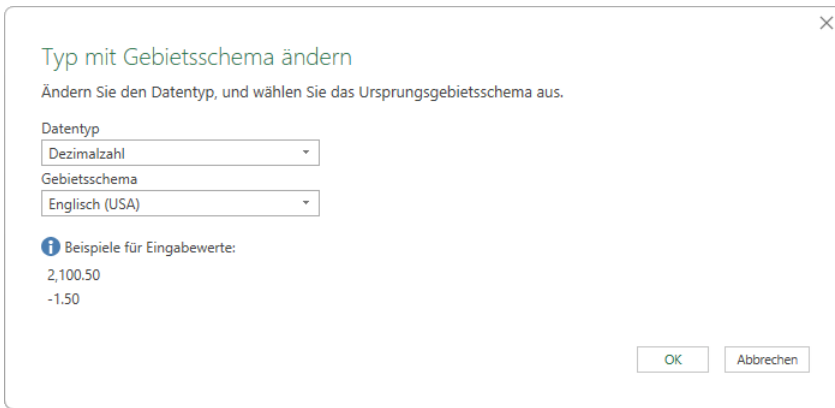 Typ mit Gebietsschema ändern
Ändern Sie den Datentyp, und wählen Sie das Ursprungsgebietsschema aus.
Datentyp
Dezimalzahl
Gebietsschema
Englisch (USA)
Beispiele für Eingabewerte:
2,100.50
-1.50
OK Abbrechen